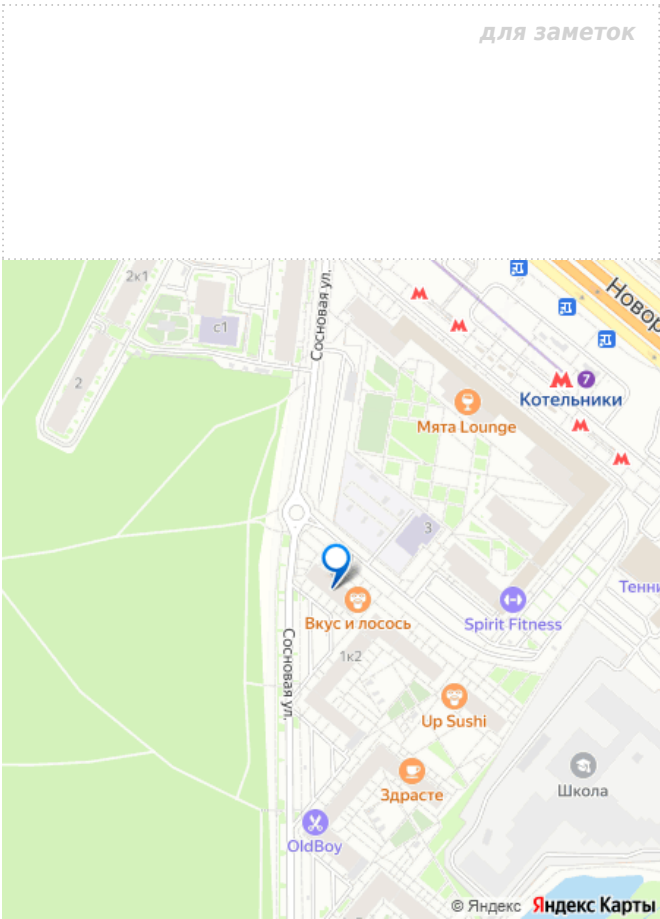 для заметок
2к1
с1
2
Сосновая ул.
Новор
7
Котельники
Мята Lounge
3
Вкус и лосось
Spirit Fitness
Тенни
Сосновая ул.
1к2
Up Sushi
Здрасте
Школа
OldBoy
© Яндекс Яндекс Карты